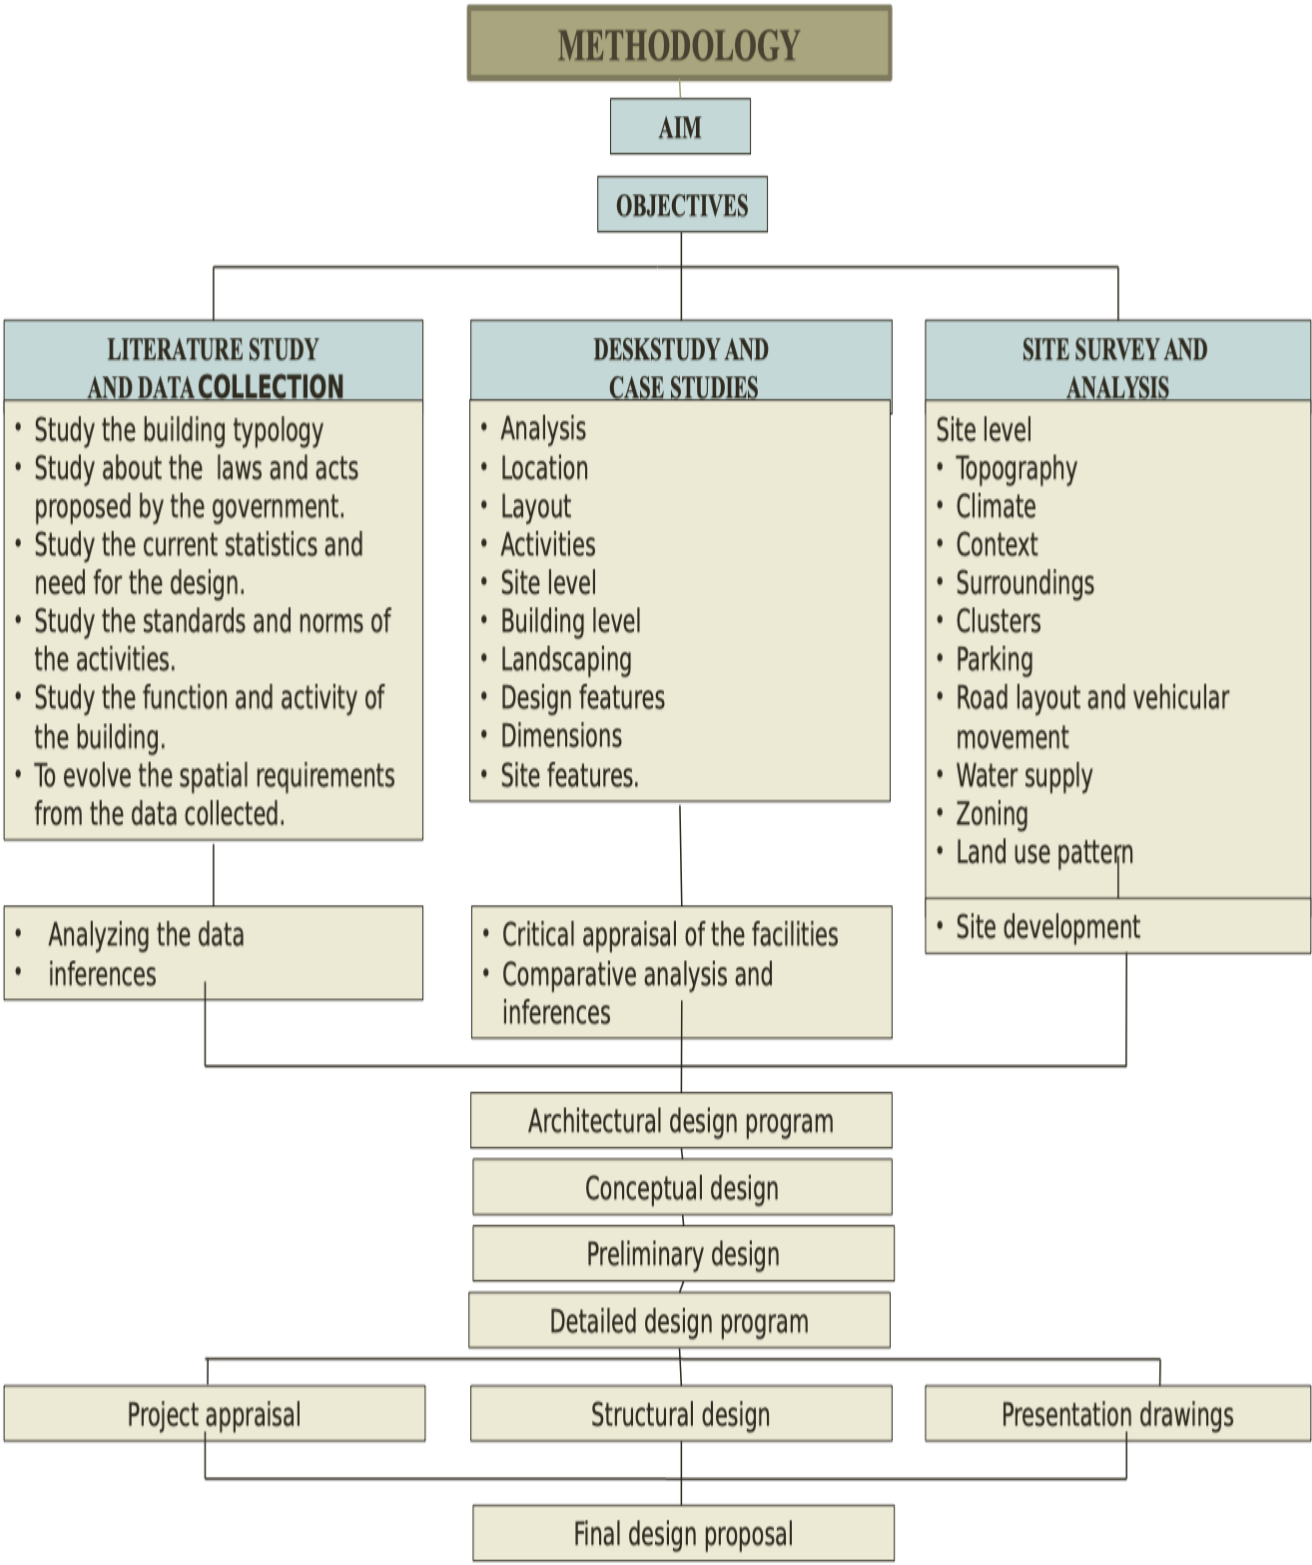 METHODOLOGY
AIM
OBJECTIVES
LITERATURE STUDY
AND DATA COLLECTION
• Study the building typology
• Study about the  laws and acts
proposed by the government.
• Study the current statistics and
need for the design.
• Study the standards and norms of
the activities.
• Study the function and activity of
the building.
• To evolve the spatial requirements
from the data collected.
• Analyzing the data
• inferences
DESKSTUDY AND
CASE STUDIES
• Analysis
• Location
• Layout
• Activities
• Site level
• Building level
• Landscaping
• Design features
• Dimensions
• Site features.
• Critical appraisal of the facilities
• Comparative analysis and
inferences
SITE SURVEY AND
ANALYSIS
Site level
• Topography
• Climate
• Context
• Surroundings
• Clusters
• Parking
• Road layout and vehicular
movement
• Water supply
• Zoning
• Land use pattern
• Site development
Architectural design program
Conceptual design
Preliminary design
Detailed design program
Project appraisal
Structural design
Presentation drawings
Final design proposal